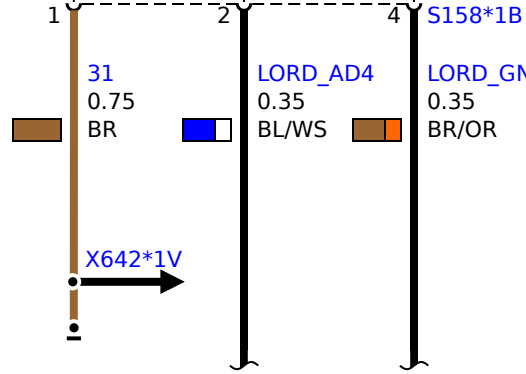 1 2 4 S158*1B
31 LORD_AD4 LORD_GN
0.75 0.35 0.35
BR BL/WS BR/OR
X642*1V